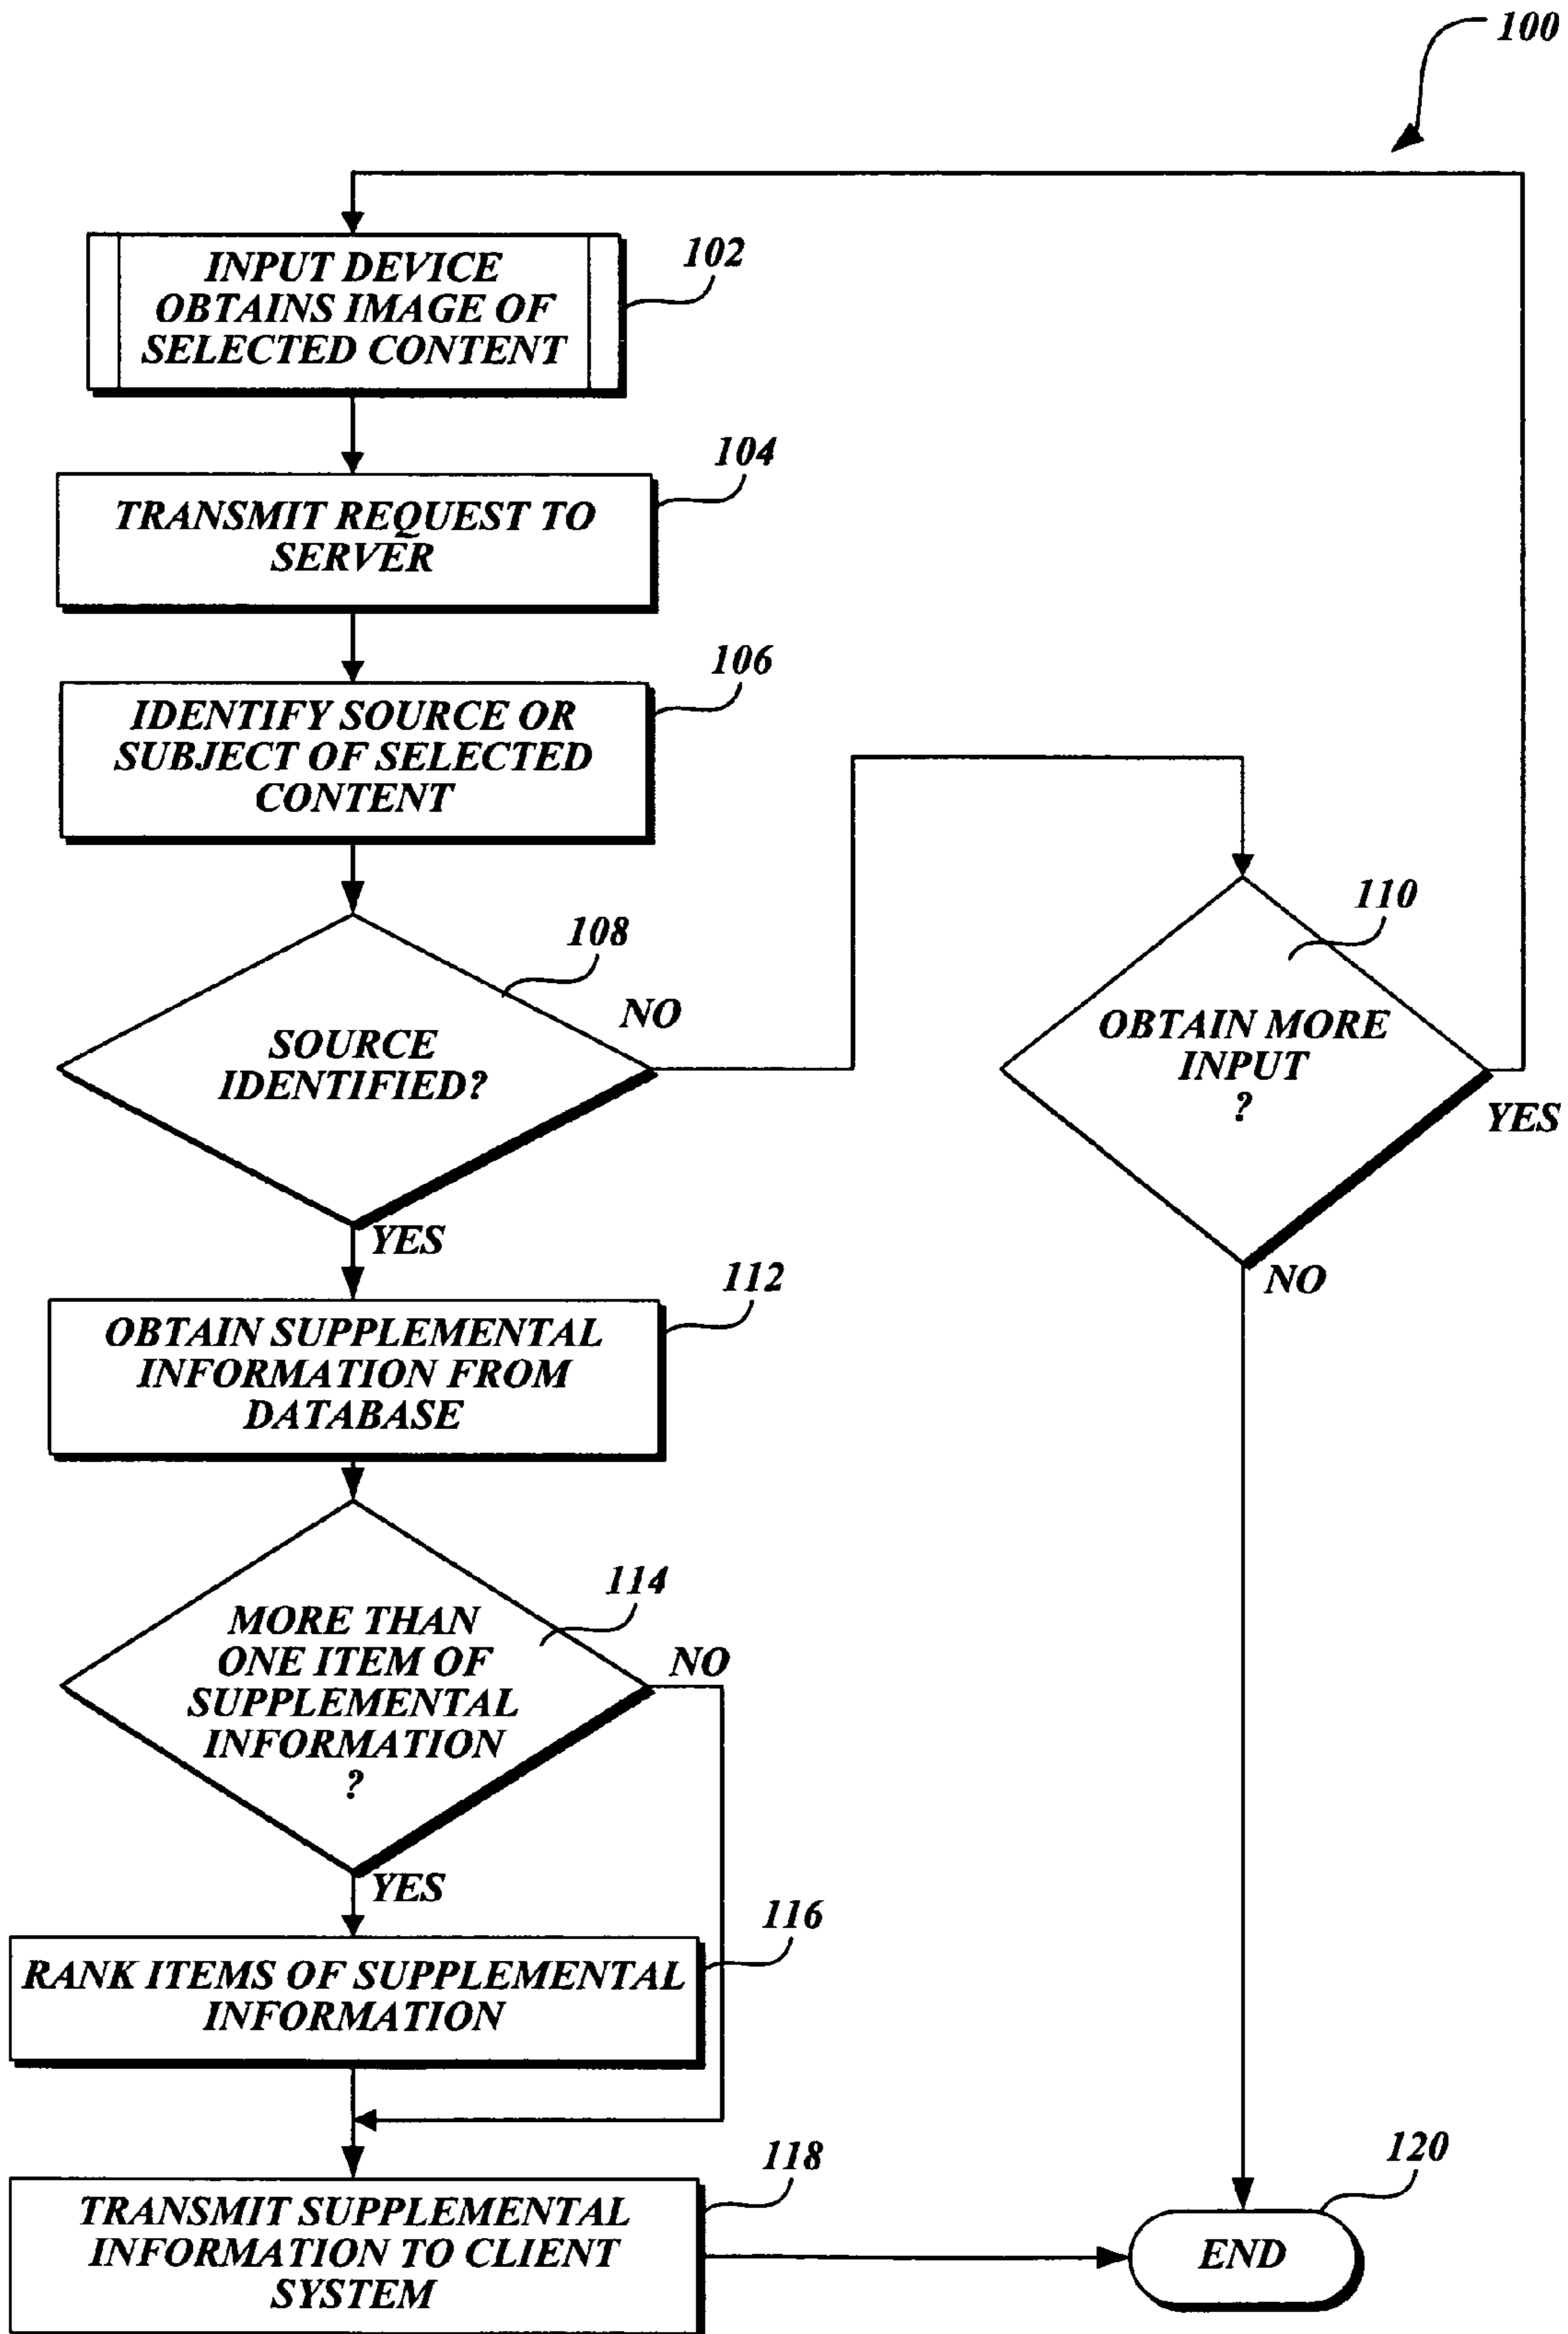 100
INPUT DEVICE
OBTAINS IMAGE OF
SELECTED CONTENT
102
TRANSMIT REQUEST TO
SERVER
104
IDENTIFY SOURCE OR
SUBJECT OF SELECTED
CONTENT
106
SOURCE
IDENTIFIED?
108
NO
YES
OBTAIN MORE
INPUT
?
110
YES
NO
OBTAIN SUPPLEMENTAL
INFORMATION FROM
DATABASE
112
MORE THAN
ONE ITEM OF
SUPPLEMENTAL
INFORMATION
?
114
NO
YES
RANK ITEMS OF SUPPLEMENTAL
INFORMATION
116
TRANSMIT SUPPLEMENTAL
INFORMATION TO CLIENT
SYSTEM
118
END
120